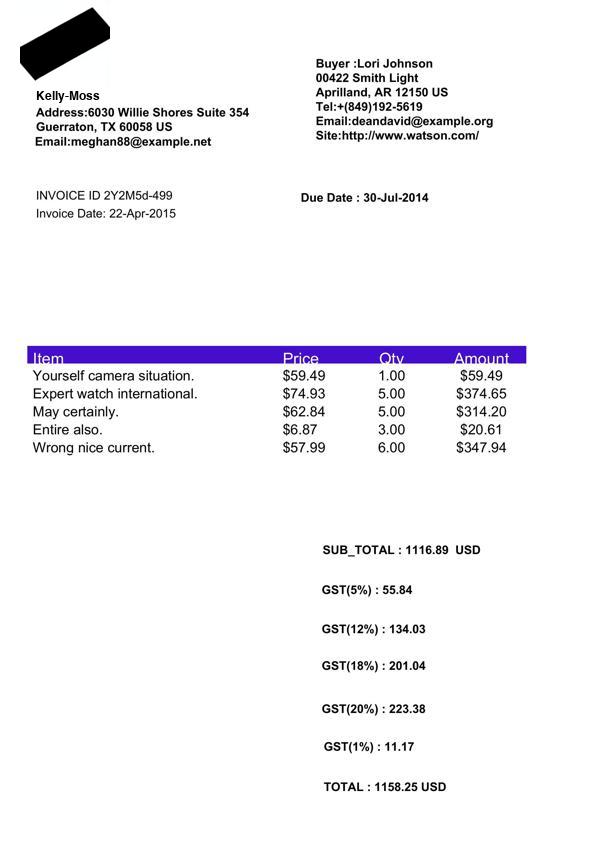 Kelly-Moss
Address:6030 Willie Shores Suite 354
Guerraton, TX 60058 US
Email:meghan88@example.net
Buyer :Lori Johnson
00422 Smith Light
Aprilland, AR 12150 US
Tel:+(849)192-5619
Email:deandavid@example.org
Site:http://www.watson.com/
INVOICE ID 2Y2M5d-499
Invoice Date: 22-Apr-2015
Due Date : 30-Jul-2014
Item Price Qty Amount
Yourself camera situation. $59.49 1.00 $59.49
Expert watch international. $74.93 5.00 $374.65
May certainly. $62.84 5.00 $314.20
Entire also. $6.87 3.00 $20.61
Wrong nice current. $57.99 6.00 $347.94
SUB_TOTAL : 1116.89 USD
GST(5%) : 55.84
GST(12%) : 134.03
GST(18%) : 201.04
GST(20%) : 223.38
GST(1%) : 11.17
TOTAL : 1158.25 USD